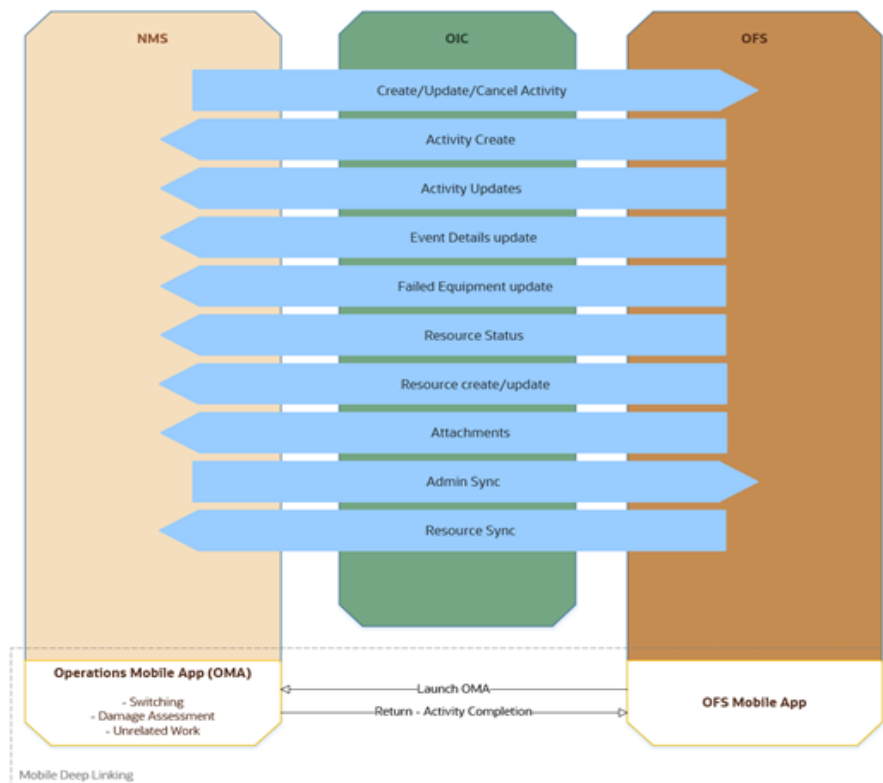 NMS
OIC
OFS
Create/Update/Cancel Activity
Activity Create
Activity Updates
Event Details update
Failed Equipment update
Resource Status
Resource create/update
Attachments
Admin Sync
Resource Sync
Operations Mobile App (OMA)
- Switching
- Damage Assessment
- Unrelated Work
Launch OMA
Return - Activity Completion
OFS Mobile App
Mobile Deep Linking